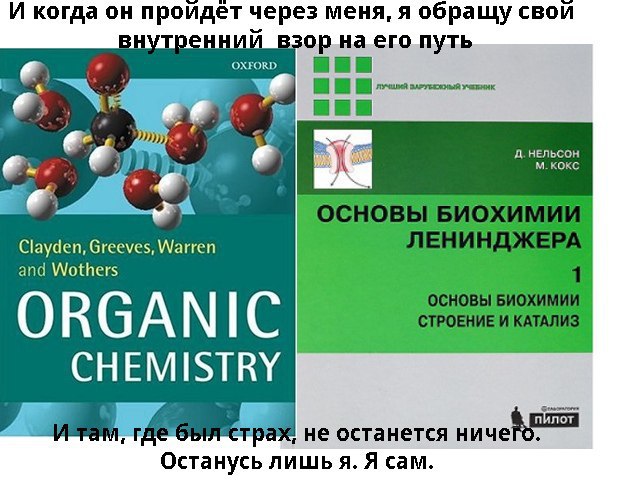 И когда он пройдёт через меня, я обращу свой
внутренний взор на его путь
OXFORD
Clayden, Greeves, Warren
and Wothers
ORGANIC
CHEMISTRY
ЛУЧШИЙ ЗАРУБЕЖНЫЙ УЧЕБНИК
Д. НЕЛЬСОН
М. КОКС
ОСНОВЫ БИОХИМИИ
ЛЕНИНДЖЕРА
1
ОСНОВЫ БИОХИМИИ
СТРОЕНИЕ И КАТАЛИЗ
ЛАБОРАТОРИЯ
ПИЛОТ
И там, где был страх, не останется ничего.
Останусь лишь я. Я сам.